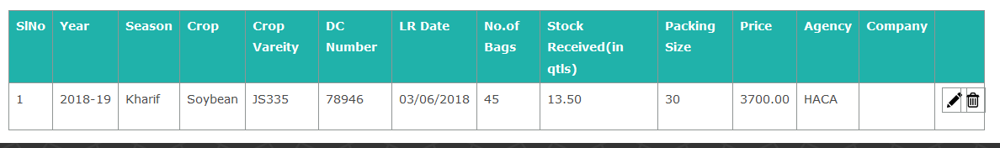 SlNo Year Season Crop Crop Vareity DC Number LR Date No.of Bags Stock Received(in qtls) Packing Size Price Agency Company
1 2018-19 Kharif Soybean JS335 78946 03/06/2018 45 13.50 30 3700.00 HACA